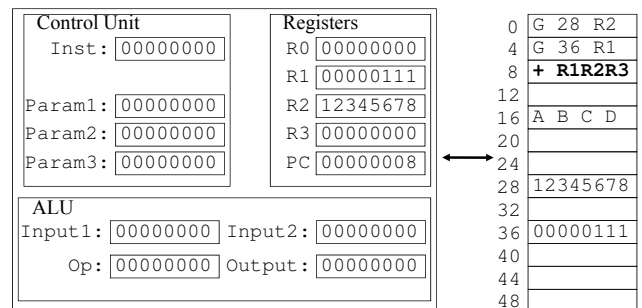 Control Unit
Inst: 00000000
Param1: 00000000
Param2: 00000000
Param3: 00000000
Registers
R0 00000000
R1 00000111
R2 12345678
R3 00000000
PC 00000008
ALU
Input1: 00000000 Input2: 00000000
Op: 00000000 Output: 00000000
0 G 28 R2
4 G 36 R1
8 + R1R2R3
12
16 A B C D
20
24
28 12345678
32
36 00000111
40
44
48